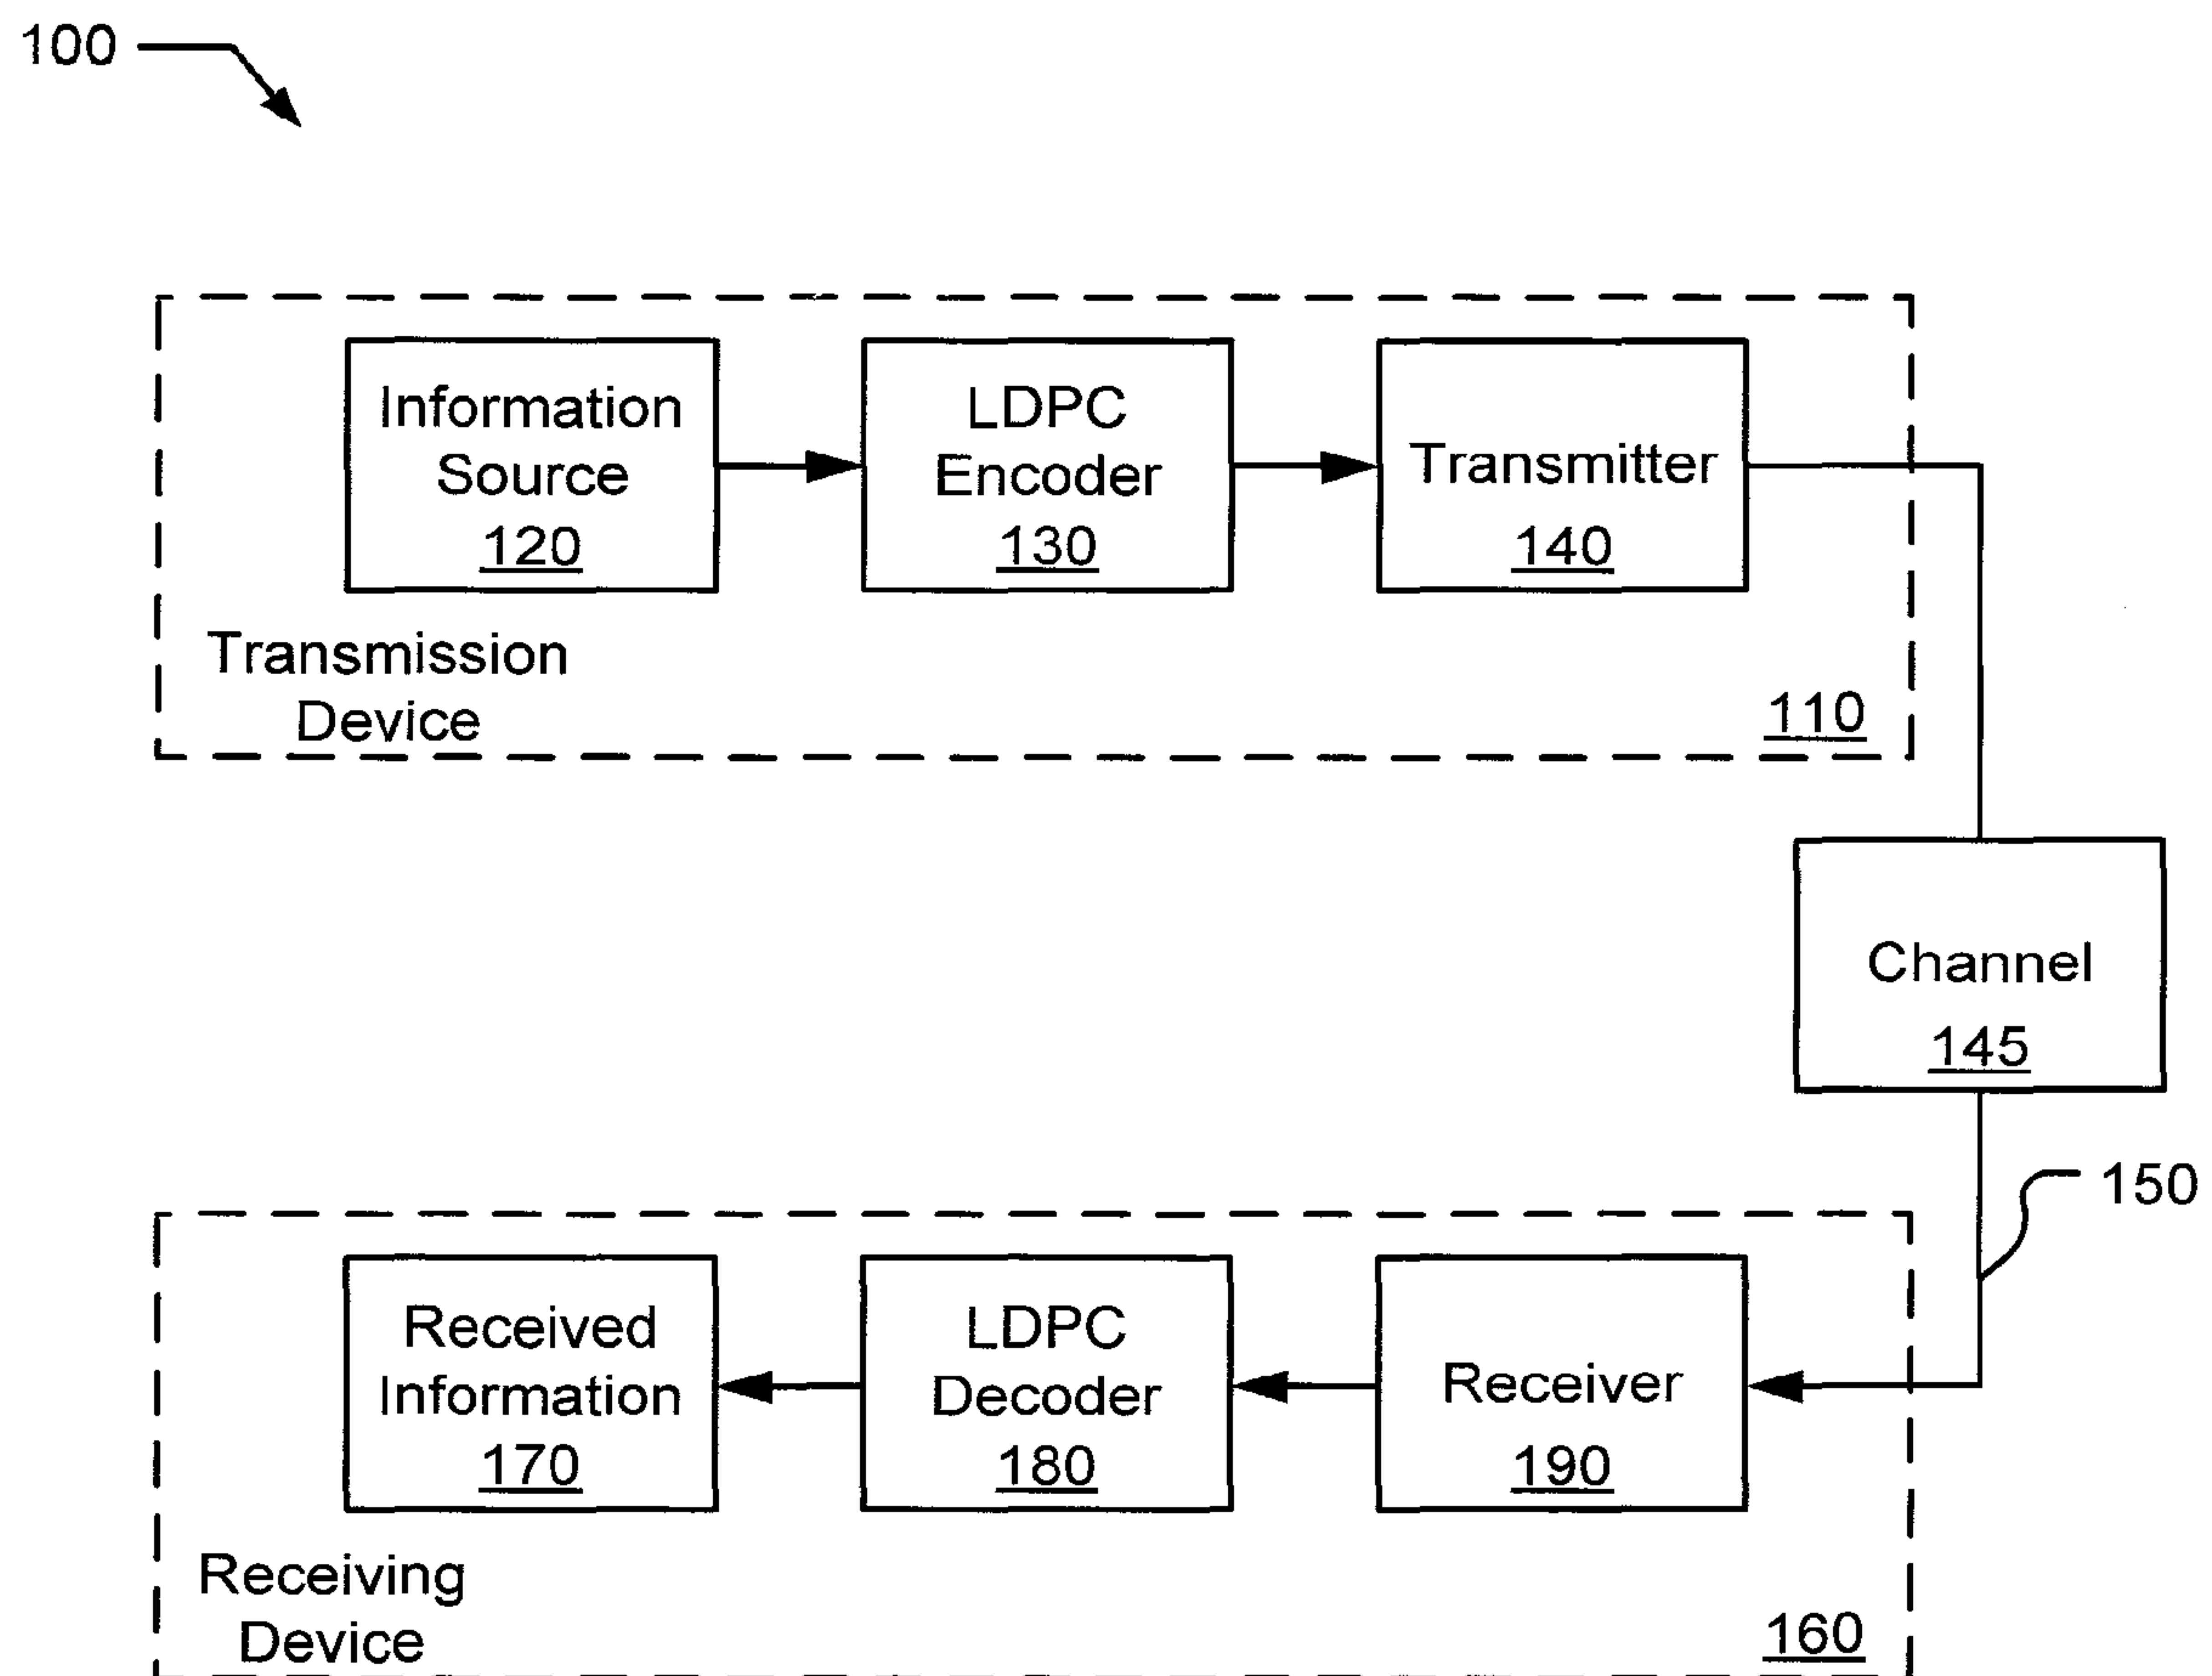 100
Information
Source
120
LDPC
Encoder
130
Transmitter
140
Transmission
Device
110
Channel
145
150
Received
Information
170
LDPC
Decoder
180
Receiver
190
Receiving
Device
160